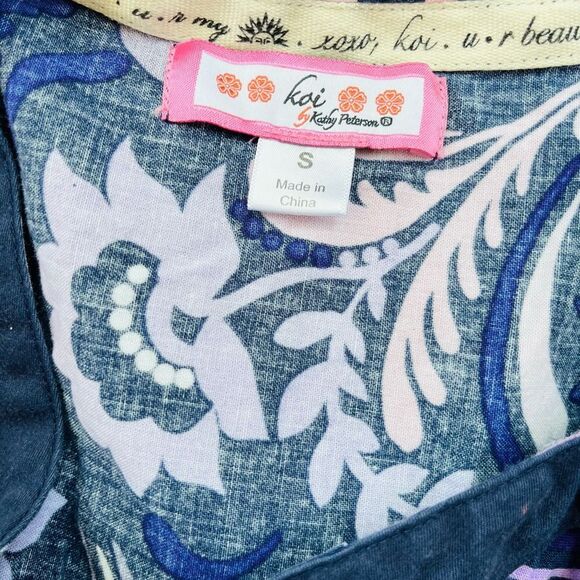 u·r my
xoxo, koi · u·r beau
koi
by Kathy Peterson®
S
Made in
China